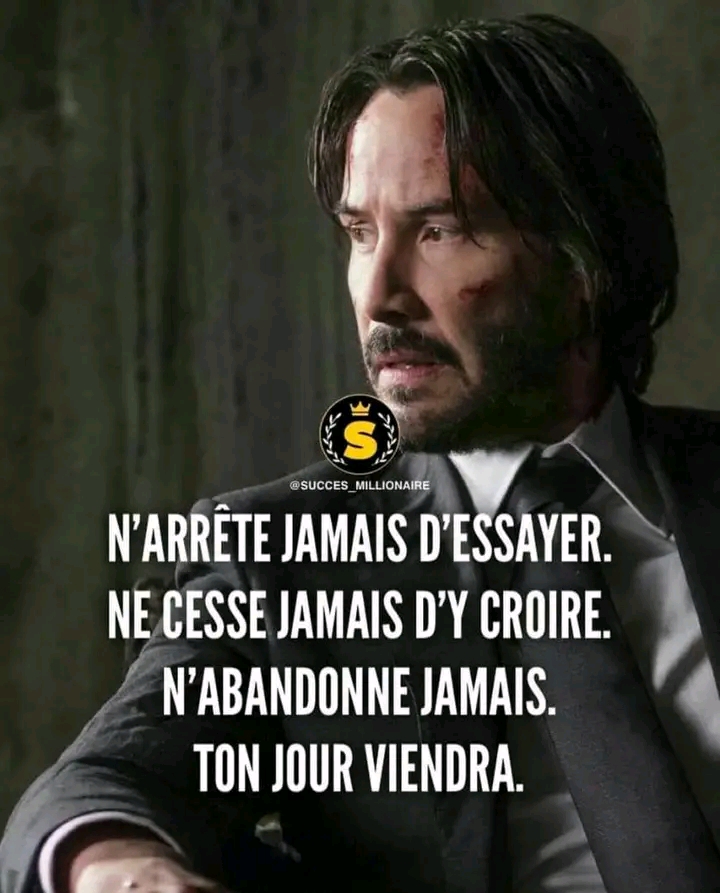 S
@SUCCES_MILLIONAIRE
N'ARRÊTE JAMAIS D'ESSAYER.
NE CESSE JAMAIS D'Y CROIRE.
N'ABANDONNE JAMAIS.
TON JOUR VIENDRA.